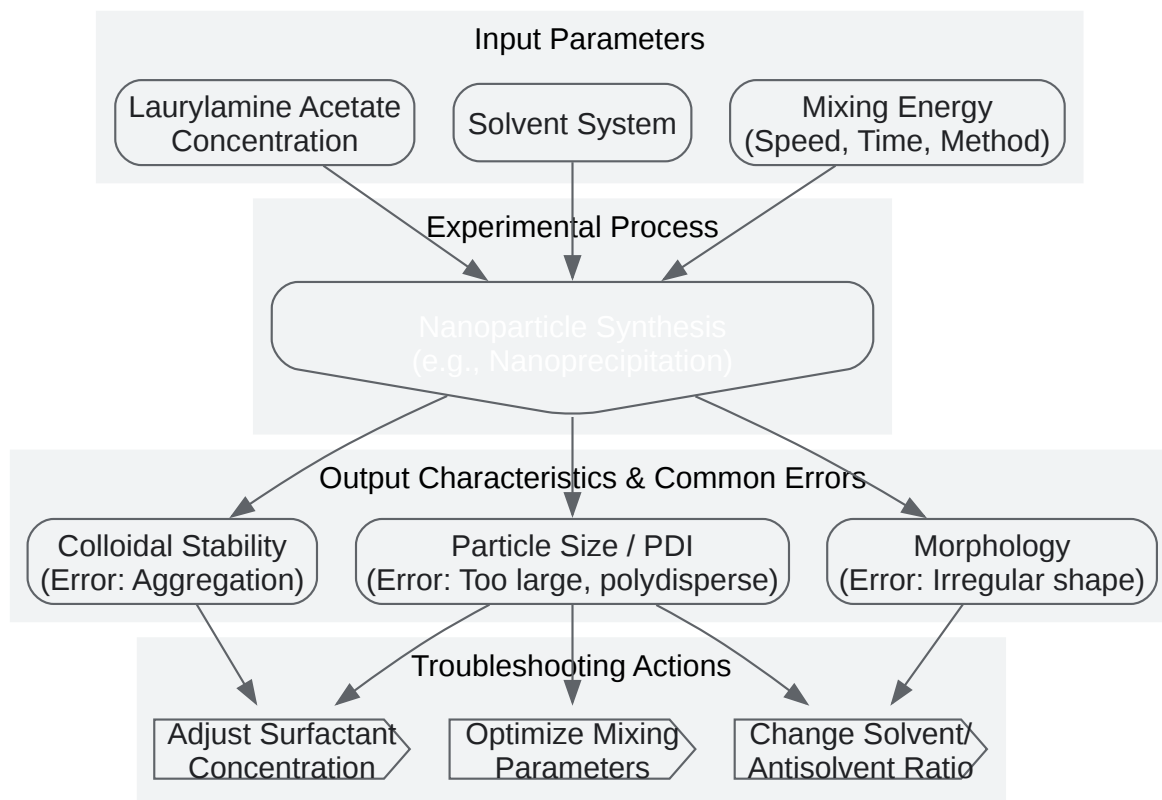 Input Parameters
Laurylamine Acetate
Concentration
Solvent System
Mixing Energy
(Speed, Time, Method)
Experimental Process
Nanoparticle Synthesis
(e.g., Nanoprecipitation)
Output Characteristics & Common Errors
Colloidal Stability
(Error: Aggregation)
Particle Size / PDI
(Error: Too large, polydisperse)
Morphology
(Error: Irregular shape)
Troubleshooting Actions
Adjust Surfactant
Concentration
Optimize Mixing
Parameters
Change Solvent/
Antisolvent Ratio